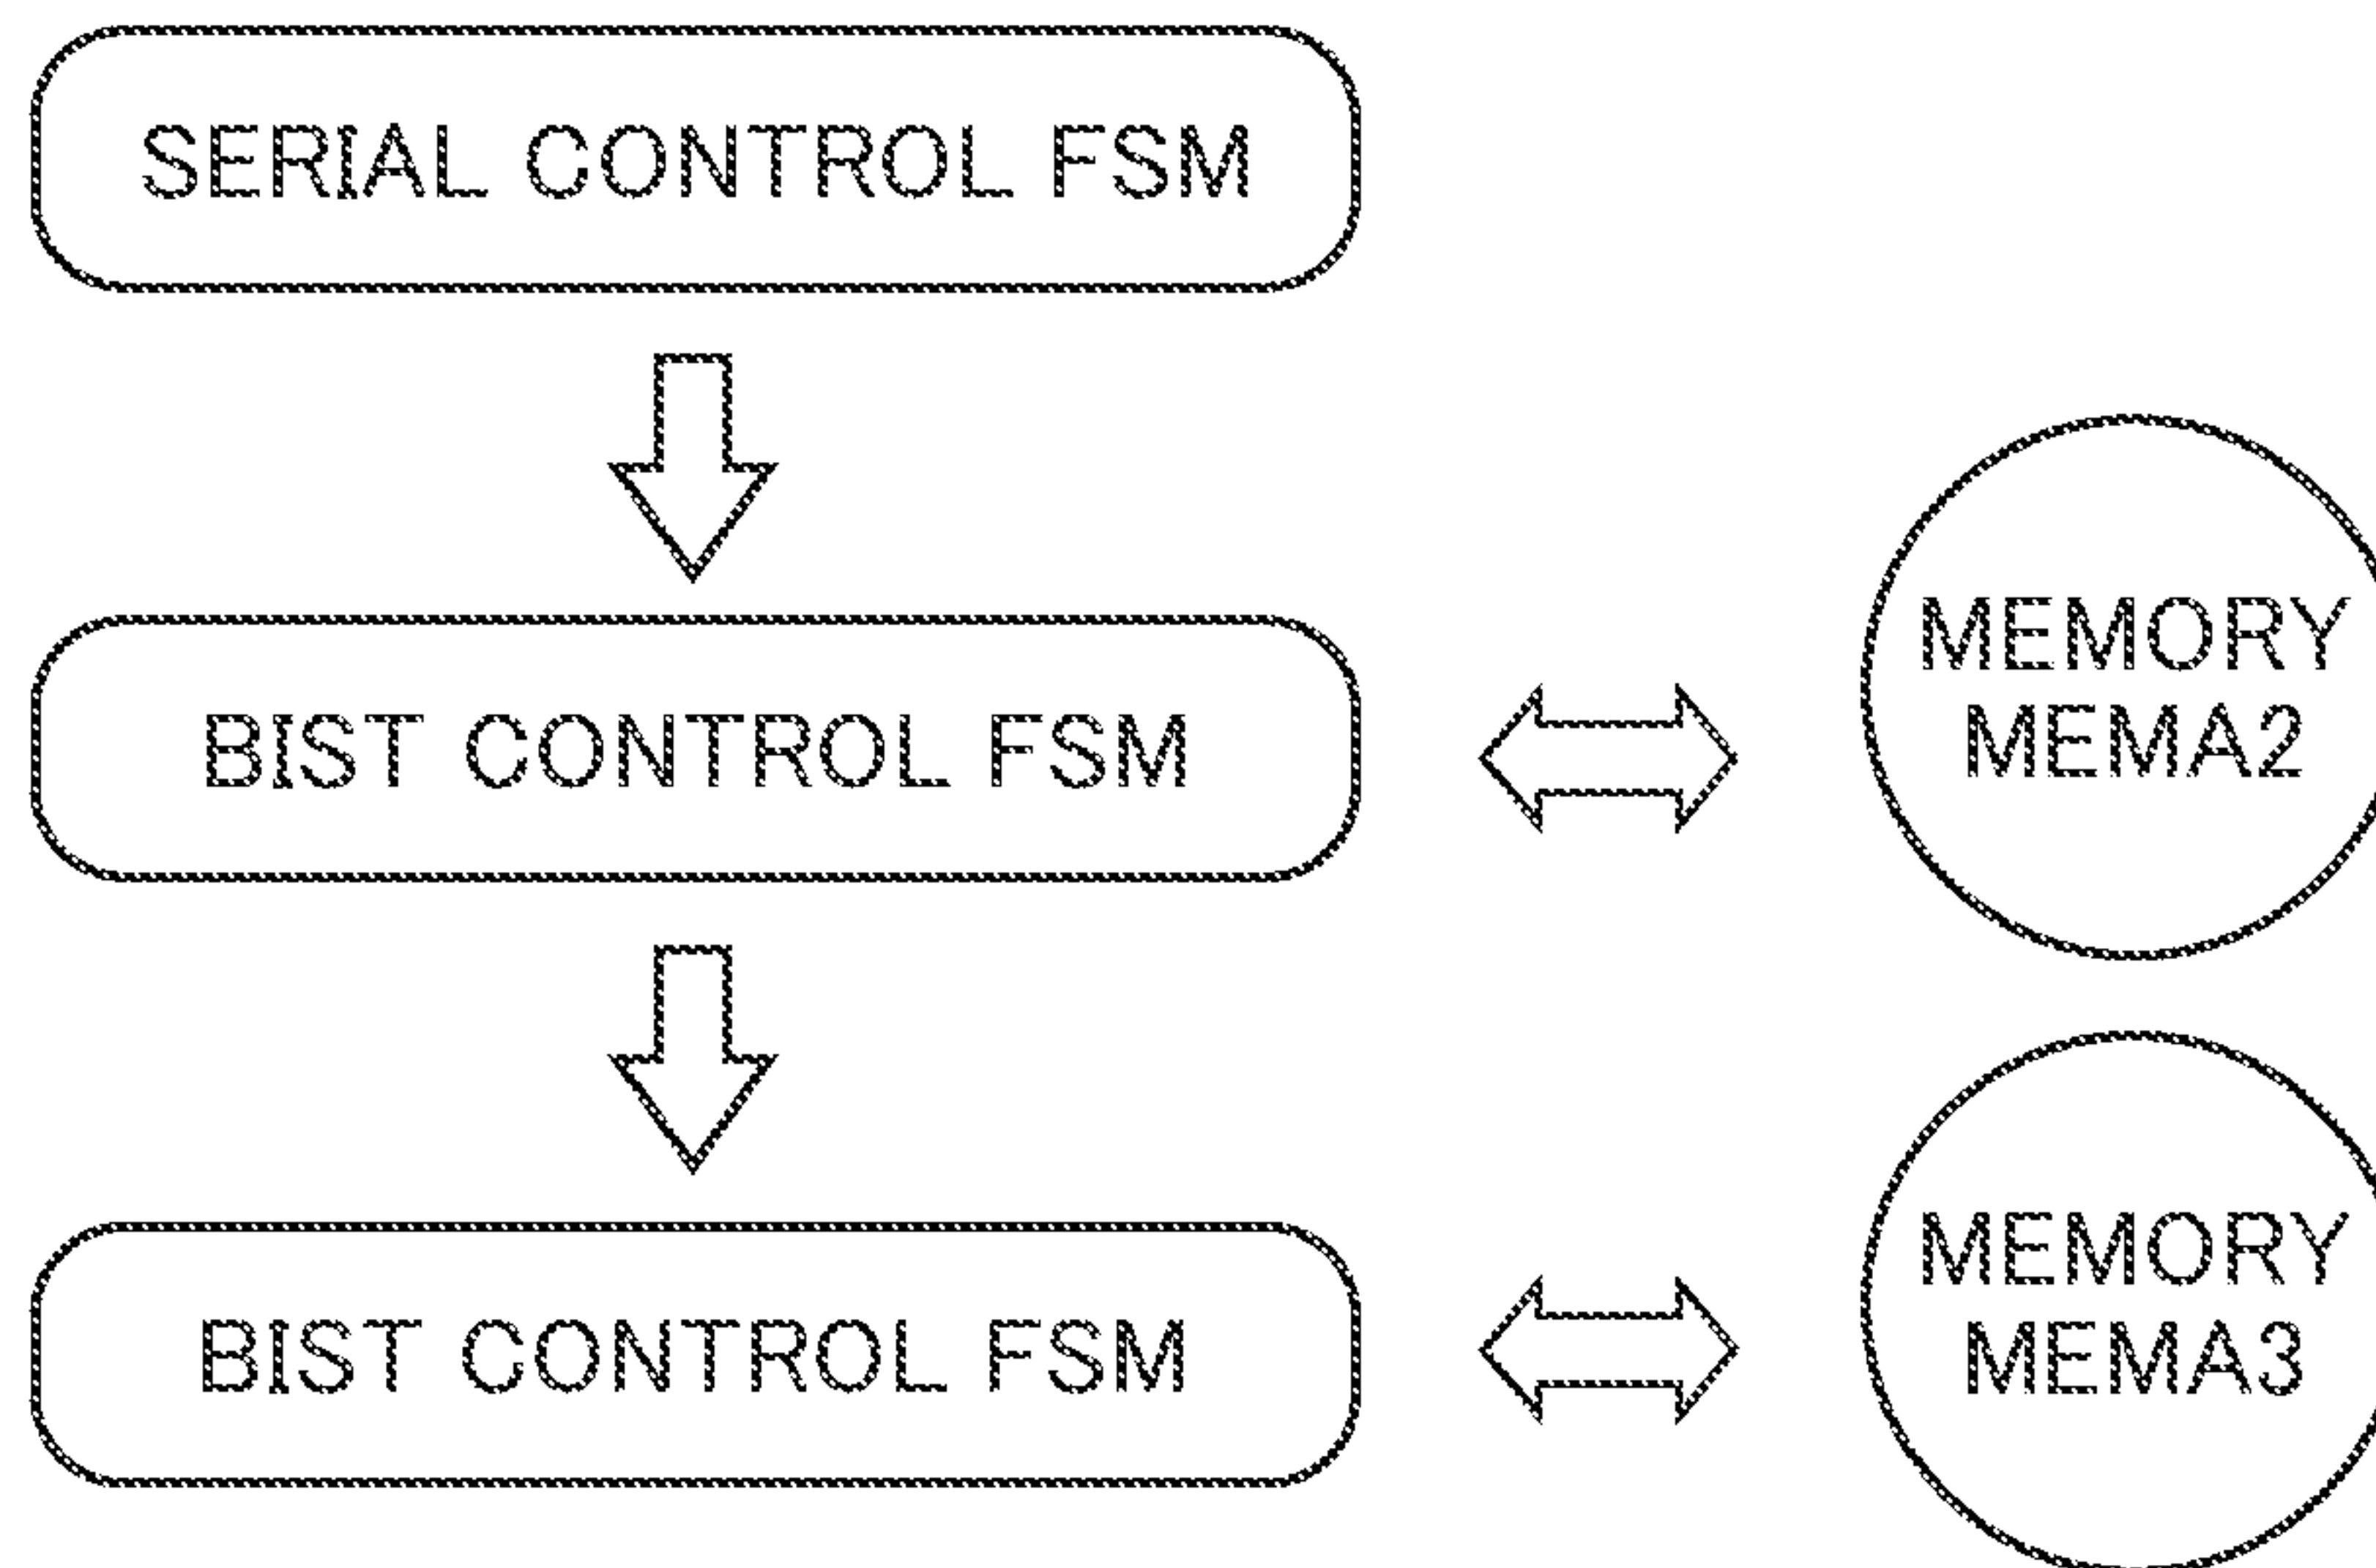 SERIAL CONTROL FSM
BIST CONTROL FSM
MEMORY
MEMA2
BIST CONTROL FSM
MEMORY
MEMA3